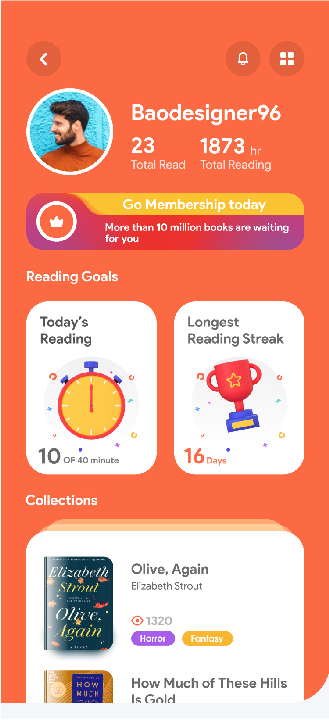 Baodesigner96
23 1873 hr
Total Read Total Reading
Go Membership today
More than 10 million books are waiting
for you
Reading Goals
Today's
Reading
10 OF 40 minute
Longest
Reading Streak
16 Days
Collections
Elizabeth
Strout
Olive,
Again
Olive, Again
Elizabeth Strout
1320
Horror Fantasy
HOW
MUCH
How Much of These Hills
Is Gold